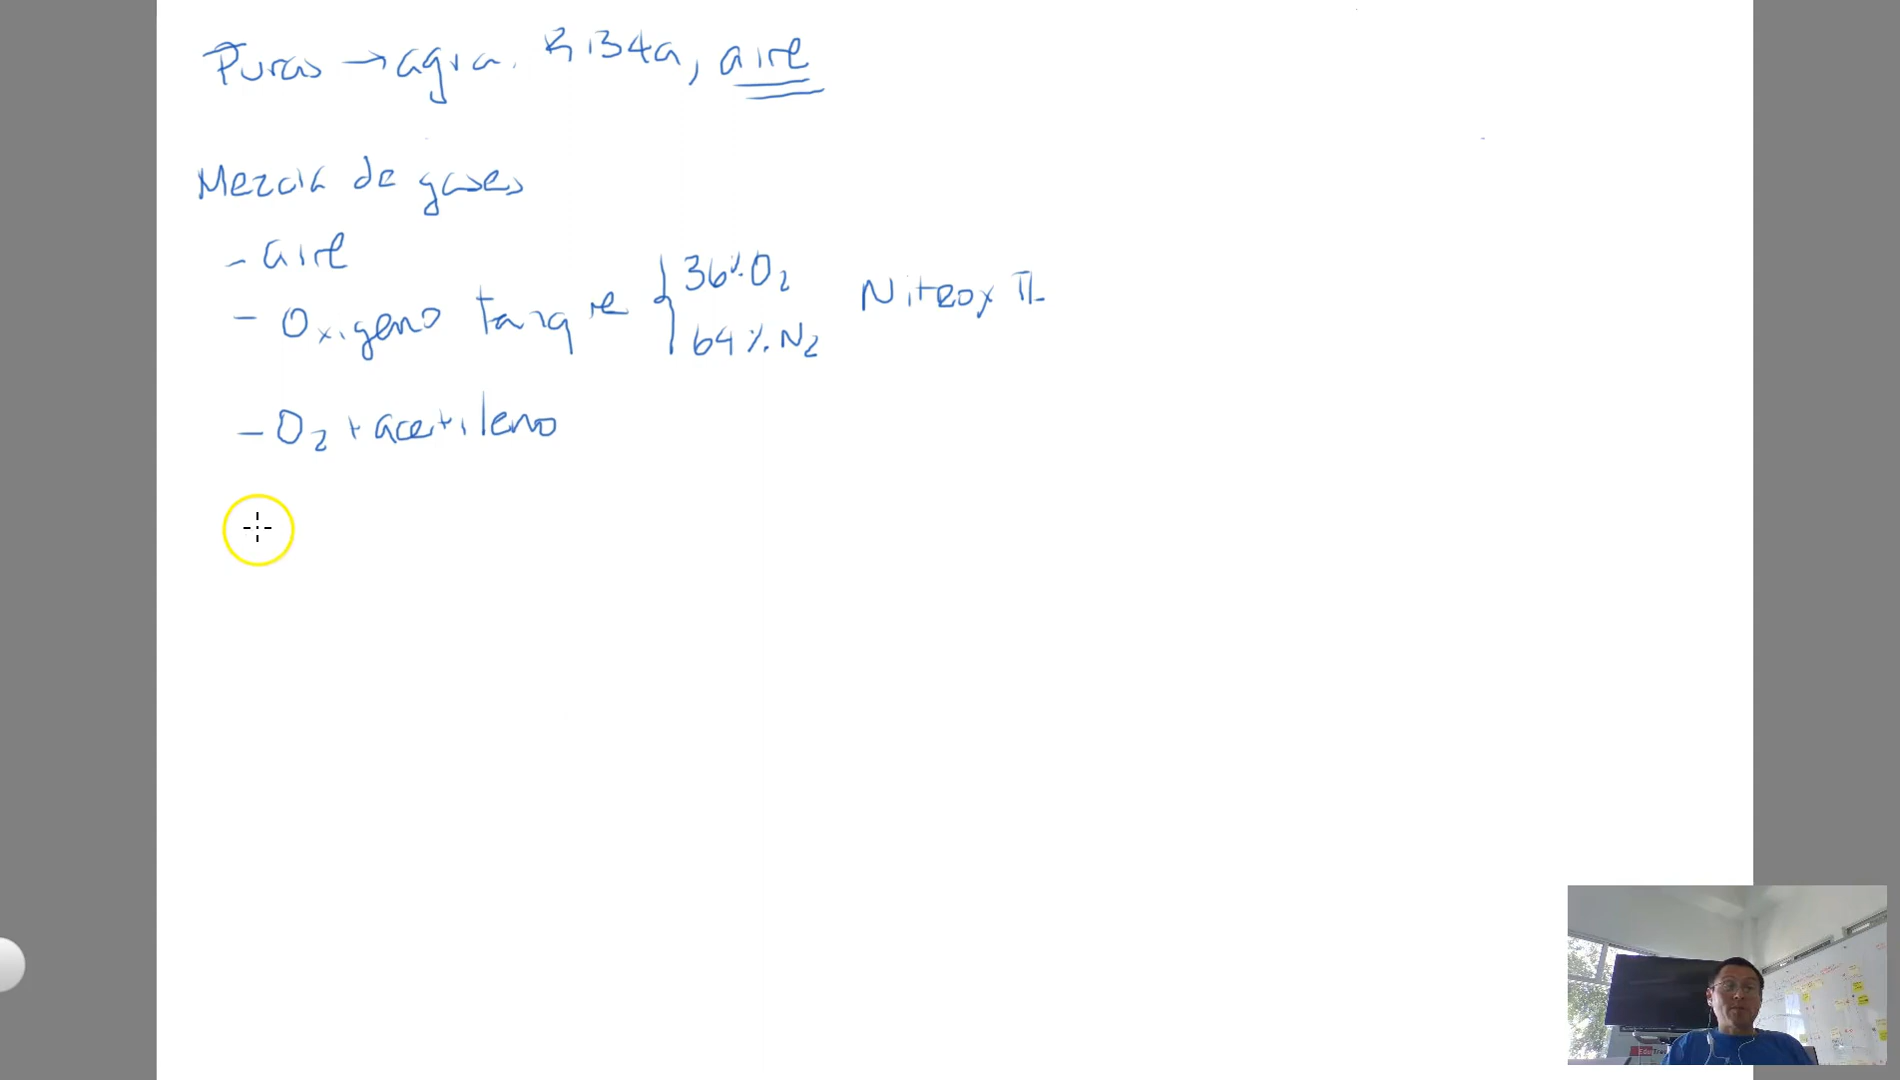 Puras → agua, R134a, aire
Mezcla de gases
- aire
- Oxigeno tanque { 36% O2 64% N2 Nitrox II
- O2 + acetileno